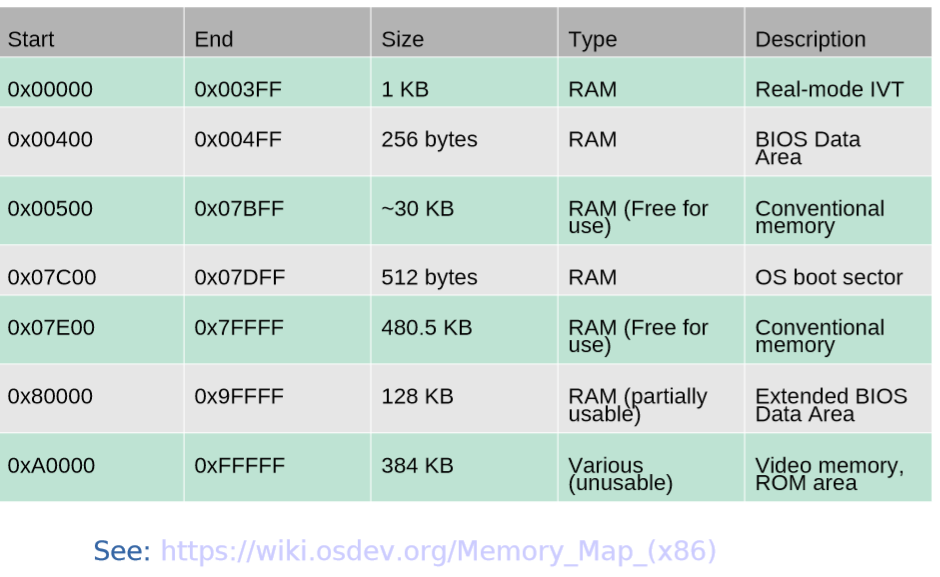 Start End Size Type Description
0x00000 0x003FF 1 KB RAM Real-mode IVT
0x00400 0x004FF 256 bytes RAM BIOS Data
Area
0x00500 0x07BFF ~30 KB RAM (Free for Conventional
use) memory
0x07C00 0x07DFF 512 bytes RAM OS boot sector
0x07E00 0x7FFFF 480.5 KB RAM (Free for Conventional
use) memory
0x80000 0x9FFFF 128 KB RAM (partially Extended BIOS
usable) Data Area
0xA0000 0xFFFFF 384 KB Various Video memory,
(unusable) ROM area
See: https://wiki.osdev.org/Memory_Map_(x86)